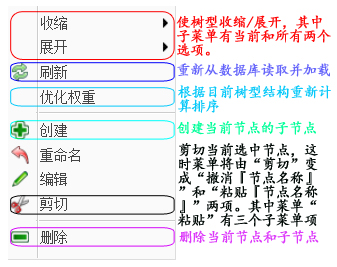 收缩
展开
使树型收缩/展开，其中
子菜单有当前和所有两个
选项。
刷新
重新从数据库读取并加载
优化权重
根据目前树型结构重新计
算排序
创建
创建当前节点的子节点
重命名
编辑
剪切
剪切当前选中节点，这
时菜单将由“剪切”变
成“撤消『节点名称』
”和“粘贴『节点名称
』”两项。其中菜单“
粘贴”有三个子菜单项
删除
删除当前节点和子节点